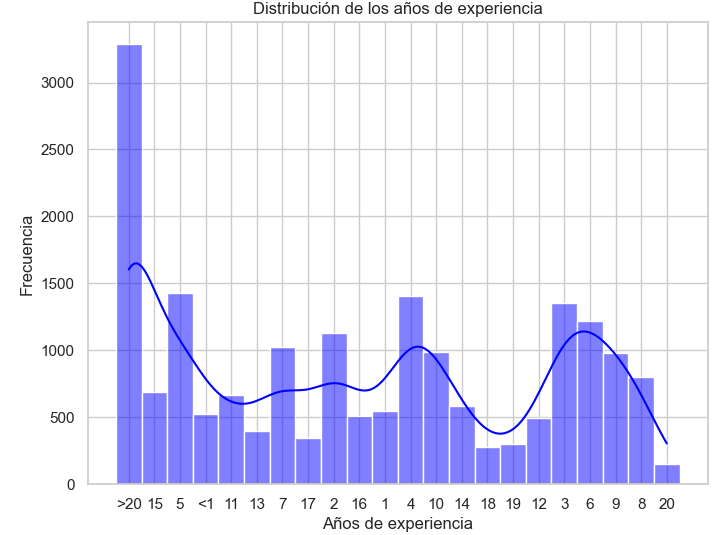 Distribución de los años de experiencia
Frecuencia
3000
2500
2000
1500
1000
500
0
>20 15 5 <1 11 13 7 17 2 16 1 4 10 14 18 19 12 3 6 9 8 20
Años de experiencia